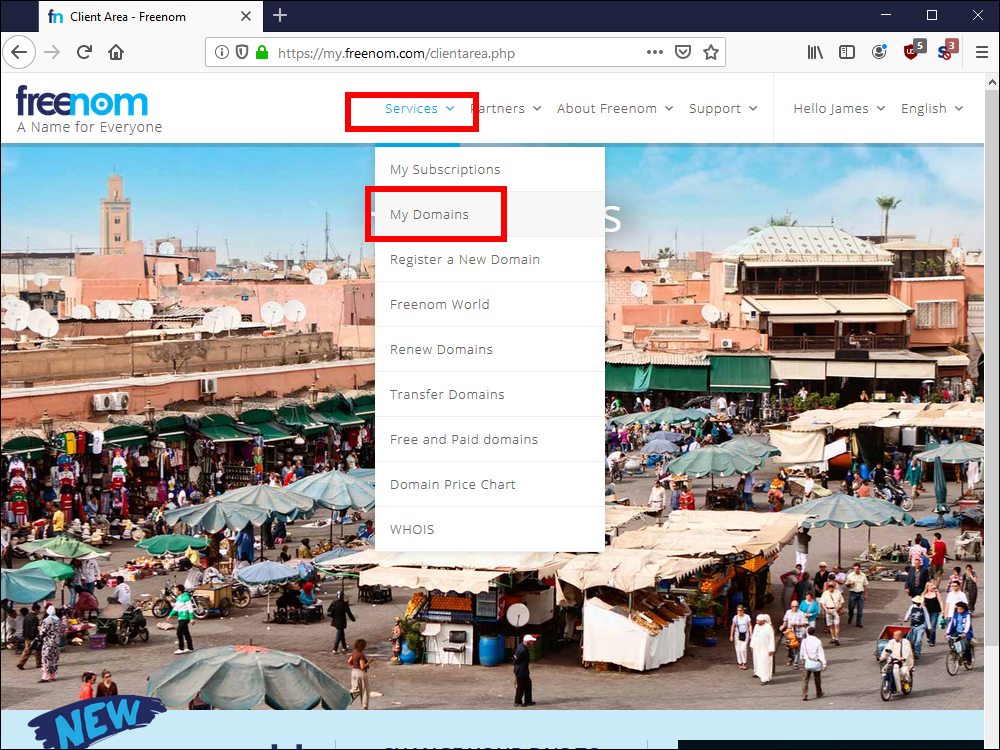 Client Area - Freenom
https://my.freenom.com/clientarea.php
5
3
freenom
A Name for Everyone
Services
artners
About Freenom
Support
Hello James
English
My Subscriptions
My Domains
s
Register a New Domain
Freenom World
Renew Domains
Transfer Domains
Free and Paid domains
Domain Price Chart
WHOIS
NEW